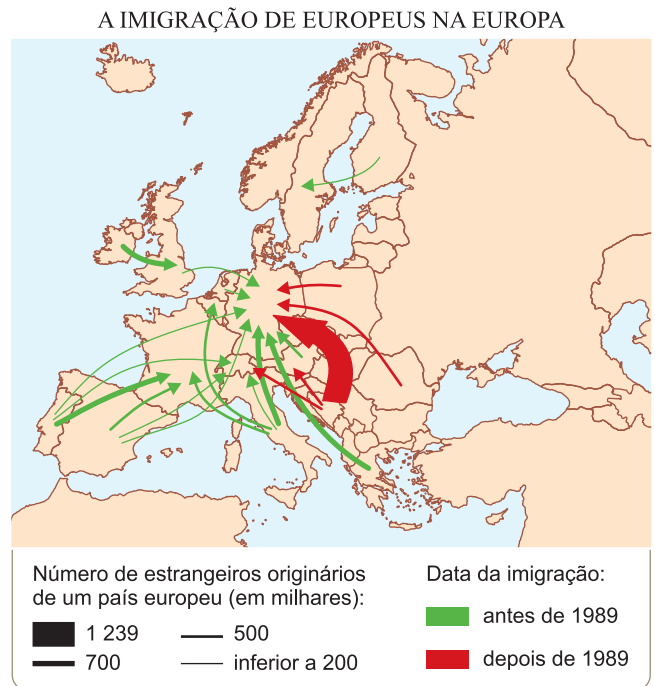 A IMIGRAÇÃO DE EUROPEUS NA EUROPA
Número de estrangeiros originários
de um país europeu (em milhares):
1 239
500
700
inferior a 200
Data da imigração:
antes de 1989
depois de 1989